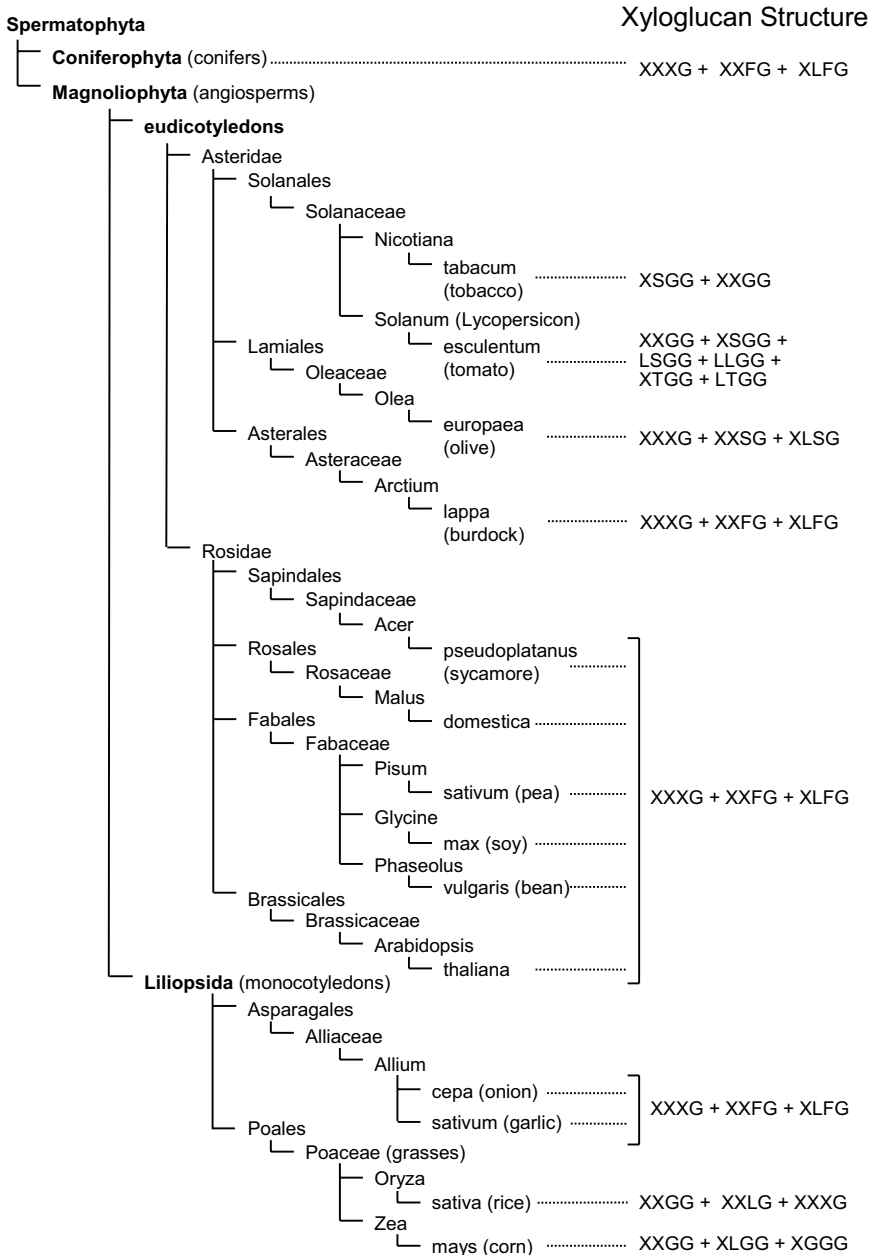 Xyloglucan Structure
Spermatophyta
Coniferophyta (conifers) XXXG + XXFG + XLFG
Magnoliophyta (angiosperms)
eudicotyledons
Asteridae
Solanales
Solanaceae
Nicotiana
tabacum
(tobacco) XSGG + XXGG
Solanum (Lycopersicon)
esculentum
(tomato)
XXGG + XSGG +
LSGG + LLGG +
XTGG + LTGG
Lamiales
Oleaceae
Olea
europaea
(olive) XXXG + XXSG + XLSG
Asterales
Asteraceae
Arctium
lappa
(burdock) XXXG + XXFG + XLFG
Rosidae
Sapindales
Sapindaceae
Acer
pseudoplatanus
(sycamore)
Rosales
Rosaceae
Malus
domestica
Fabales
Fabaceae
Pisum
sativum (pea)
XXXG + XXFG + XLFG
Glycine
max (soy)
Phaseolus
vulgaris (bean)
Brassicales
Brassicaceae
Arabidopsis
thaliana
Liliopsida (monocotyledons)
Asparagales
Alliaceae
Allium
cepa (onion)
XXXG + XXFG + XLFG
sativum (garlic)
Poales
Poaceae (grasses)
Oryza
sativa (rice) XXGG + XXLG + XXXG
Zea
mays (corn) XXGG + XLGG + XGGG